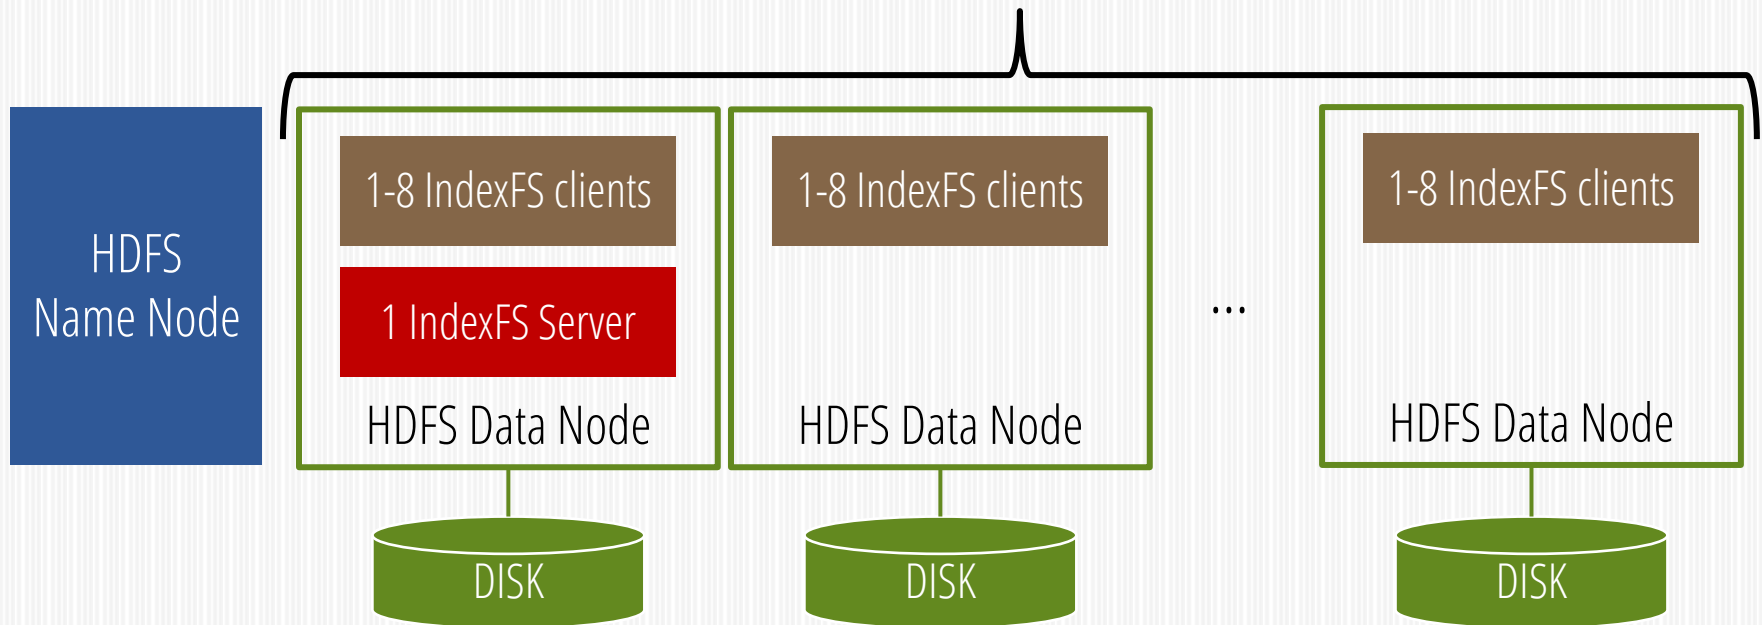 HDFS
Name Node
1-8 IndexFS clients
1 IndexFS Server
HDFS Data Node
DISK
1-8 IndexFS clients
HDFS Data Node
DISK
...
1-8 IndexFS clients
HDFS Data Node
DISK